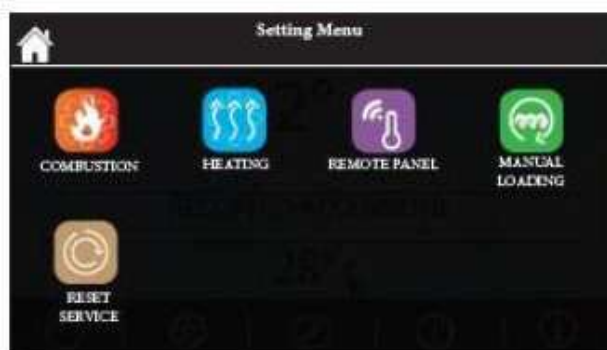 Setting Menu
COMBUSTION
HEATING
REMOTE PANEL
MANUAL
LOADING
RESET
SERVICE